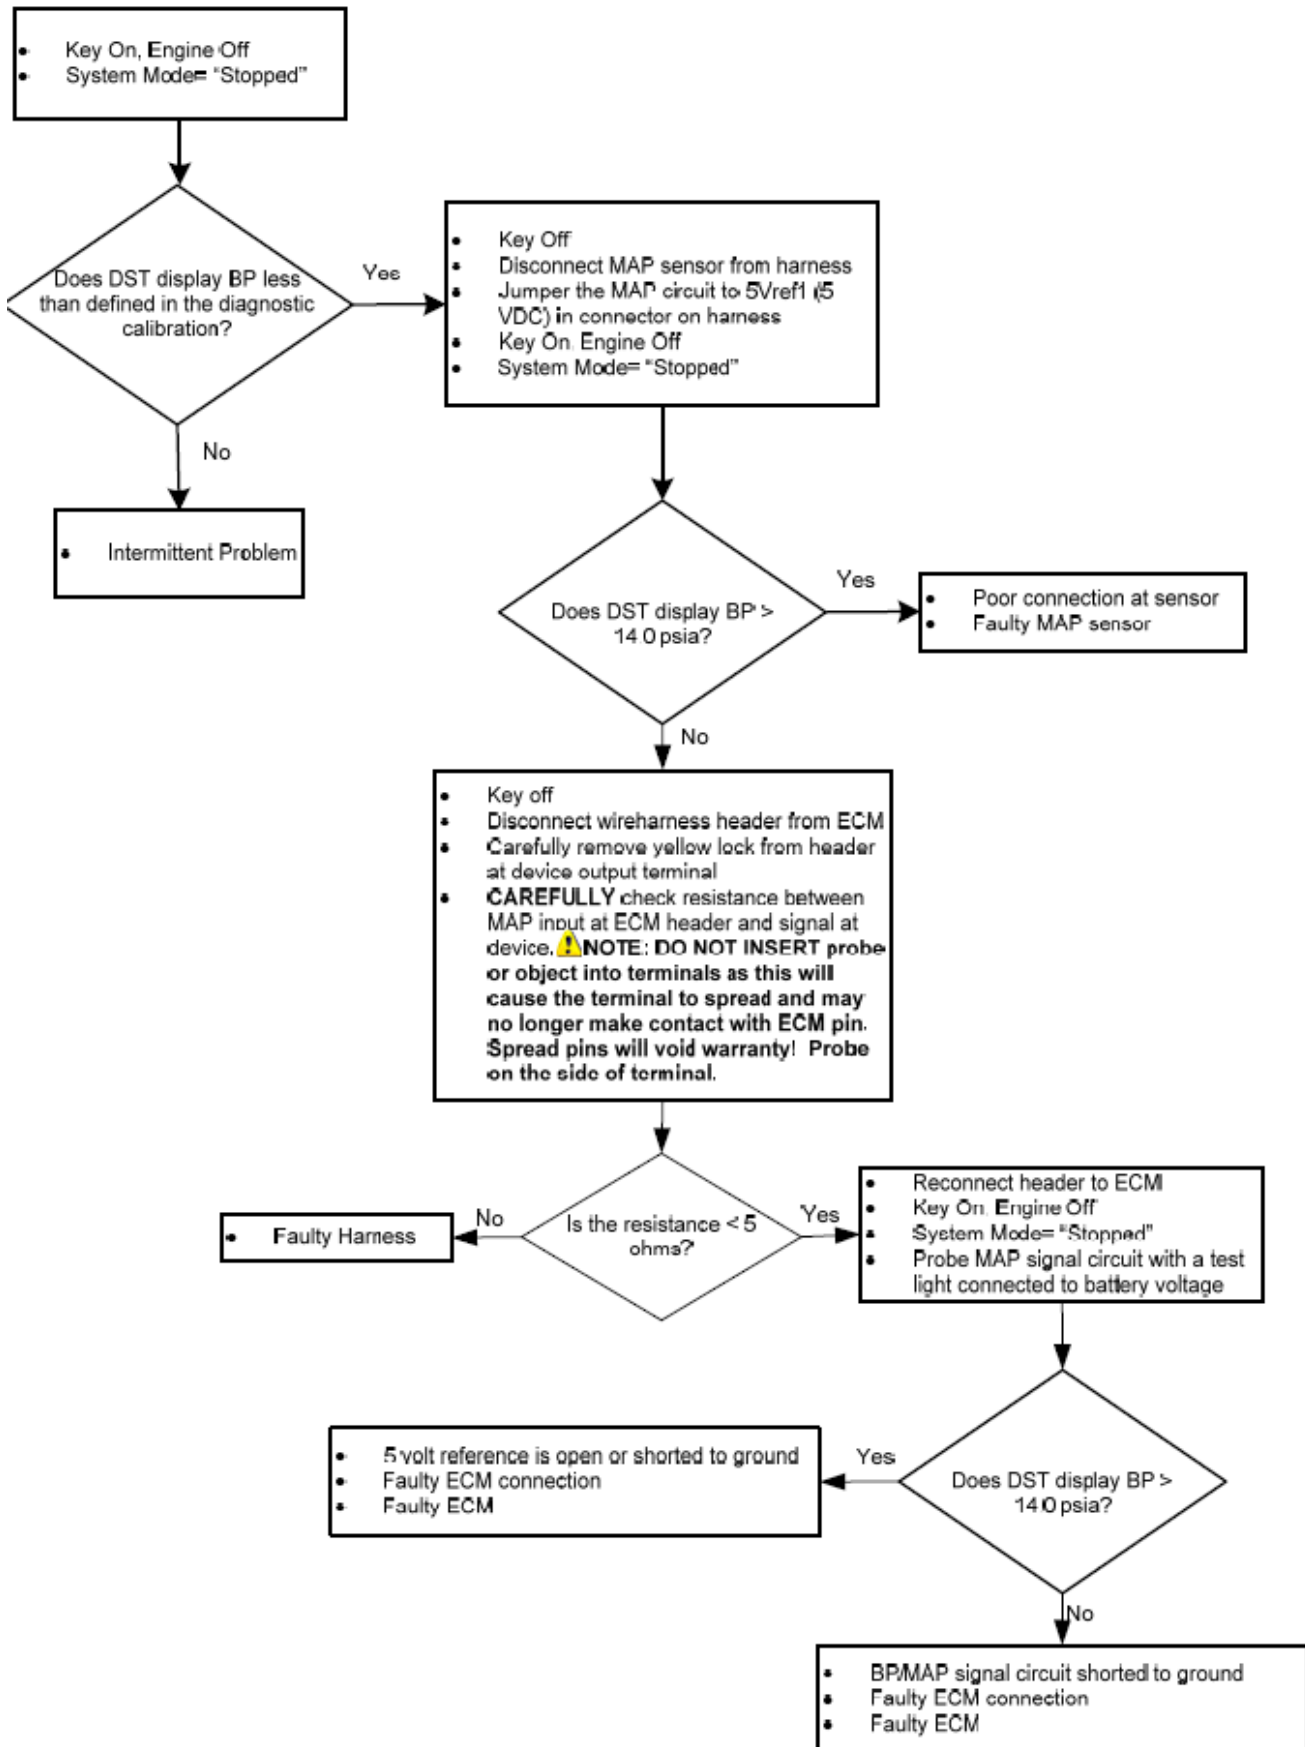 • Key On, Engine Off
• System Mode= “Stopped”
Does DST display BP less
than defined in the diagnostic
calibration?
Yes
• Key Off
• Disconnect MAP sensor from harness
• Jumper the MAP circuit to 5Vref1 (5
VDC) in connector on harness
• Key On, Engine Off
• System Mode= “Stopped”
No
• Intermittent Problem
Does DST display BP >
14.0 psia?
Yes
• Poor connection at sensor
• Faulty MAP sensor
No
• Key off
• Disconnect wireharness header from ECM
• Carefully remove yellow lock from header
at device output terminal
• CAREFULLY check resistance between
MAP input at ECM header and signal at
device. NOTE: DO NOT INSERT probe
or object into terminals as this will
cause the terminal to spread and may
no longer make contact with ECM pin.
Spread pins will void warranty! Probe
on the side of terminal.
Is the resistance < 5
ohms?
No
• Faulty Harness
Yes
• Reconnect header to ECM
• Key On, Engine Off
• System Mode= “Stopped”
• Probe MAP signal circuit with a test
light connected to battery voltage
Does DST display BP >
14.0 psia?
Yes
• 5 volt reference is open or shorted to ground
• Faulty ECM connection
• Faulty ECM
No
• BP/MAP signal circuit shorted to ground
• Faulty ECM connection
• Faulty ECM